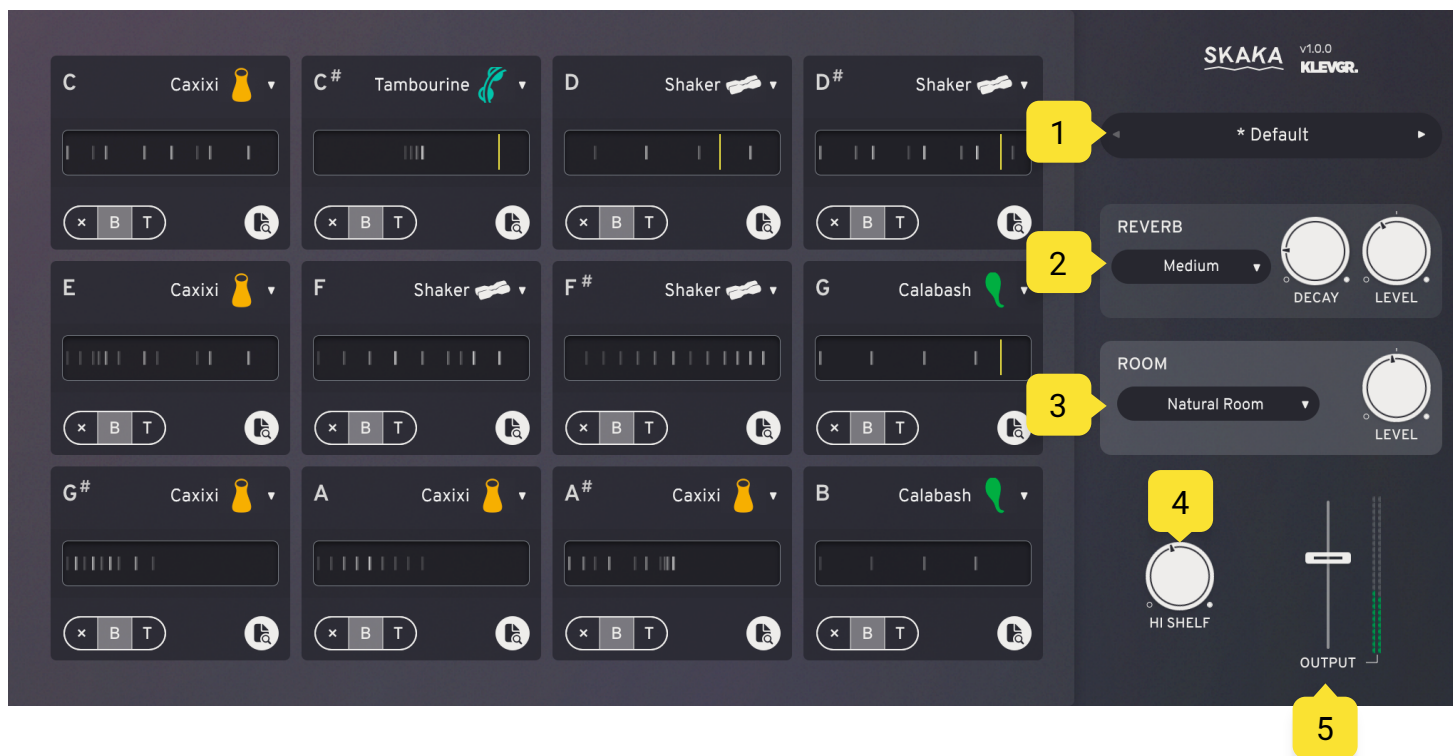 SKAKA v1.0.0
KLEVGR.
C Caxixi
C# Tambourine
D Shaker
D# Shaker
1
* Default
× B T
× B T
× B T
× B T
REVERB
2
Medium
DECAY
LEVEL
E Caxixi
F Shaker
F# Shaker
G Calabash
ROOM
3
Natural Room
LEVEL
× B T
× B T
× B T
× B T
G# Caxixi
A Caxixi
A# Caxixi
B Calabash
4
HI SHELF
× B T
× B T
× B T
× B T
OUTPUT
5